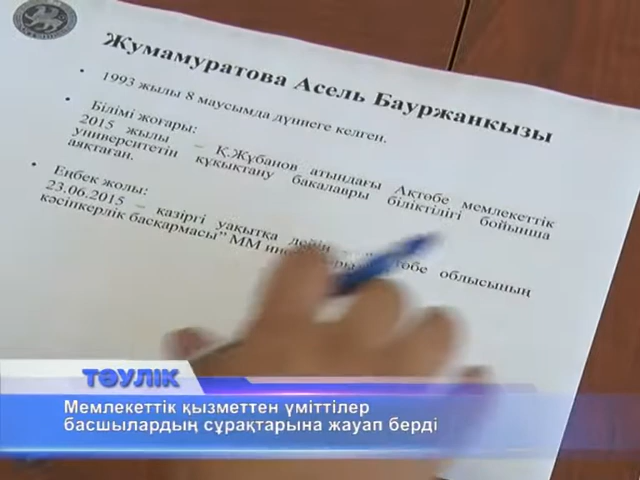 Жумамуратова Асель Бауржанкызы
• 1993 жылы 8 маусымда дүниеге келген.
• Білімі жоғары:
2015 жылы – Қ.Жұбанов атындағы Ақтөбе мемлекеттік
университетін құқықтану бакалавры біліктілігі бойынша
аяқтаған.
• Еңбек жолы:
23.06.2015 – қазіргі уақытқа дейін облысының
кәсіпкерлік басқармасы" ММ
ТӘУЛІК
Мемлекеттік қызметтен үміттілер
басшылардың сұрақтарына жауап берді